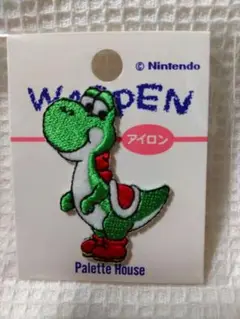 © Nintendo
WAPPEN
アイロン
Palette House